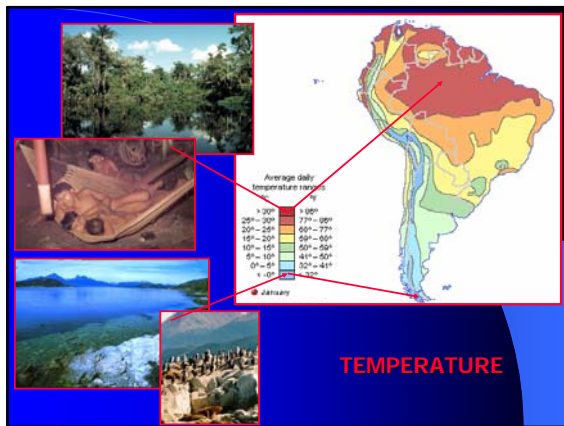 Average daily
temperature ranges
°C °F
> 30° > 86°
25°- 30° 77°- 86°
20°- 25° 68°- 77°
15°- 20° 59°- 68°
10°- 15° 50°- 59°
5°- 10° 41°- 50°
0°- 5° 32°- 41°
32°
January
TEMPERATURE